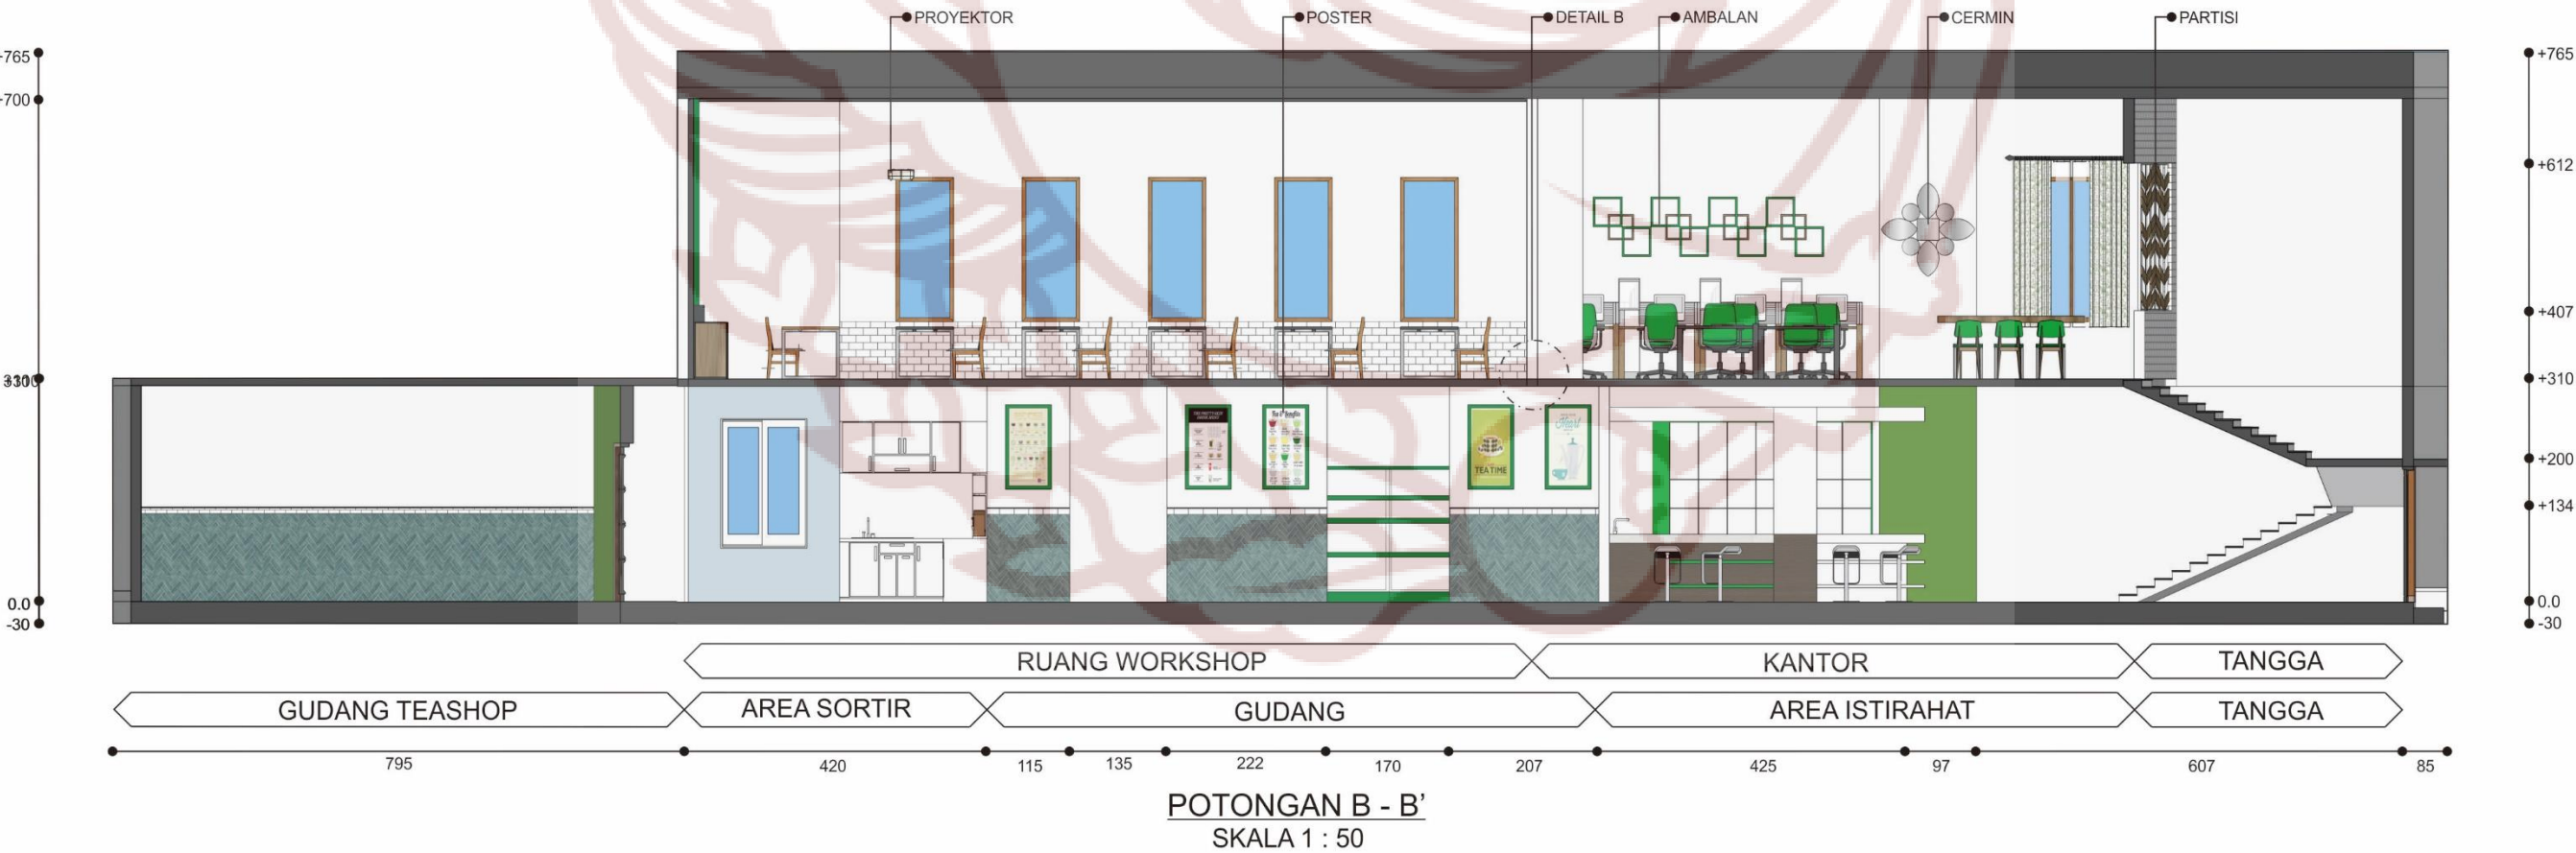 PROYEKTOR
POSTER
DETAIL B
AMBALAN
CERMIN
PARTISI
+765
+765
+700
+612
+407
+310
+200
+134
0.0
0.0
-30
-30
TEA TIME
RUANG WORKSHOP
KANTOR
TANGGA
GUDANG TEASHOP
AREA SORTIR
GUDANG
AREA ISTIRAHAT
TANGGA
795
420
115
135
222
170
207
425
97
607
85
POTONGAN B - B’
SKALA 1 : 50